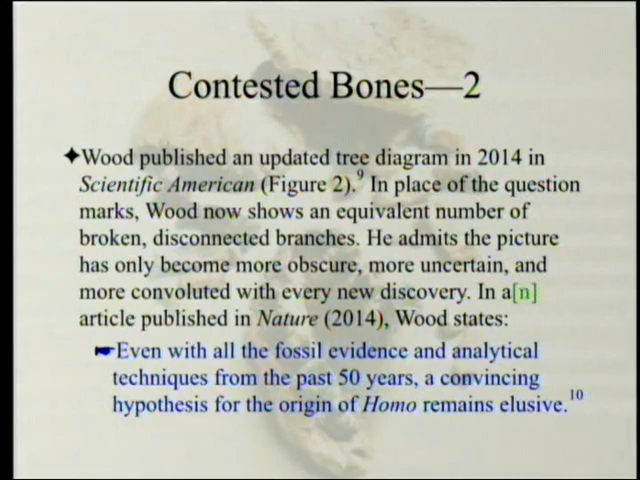 Contested Bones—2
✦Wood published an updated tree diagram in 2014 in
Scientific American (Figure 2).9 In place of the question
marks, Wood now shows an equivalent number of
broken, disconnected branches. He admits the picture
has only become more obscure, more uncertain, and
more convoluted with every new discovery. In a[n]
article published in Nature (2014), Wood states:
☛Even with all the fossil evidence and analytical
techniques from the past 50 years, a convincing
hypothesis for the origin of Homo remains elusive.10